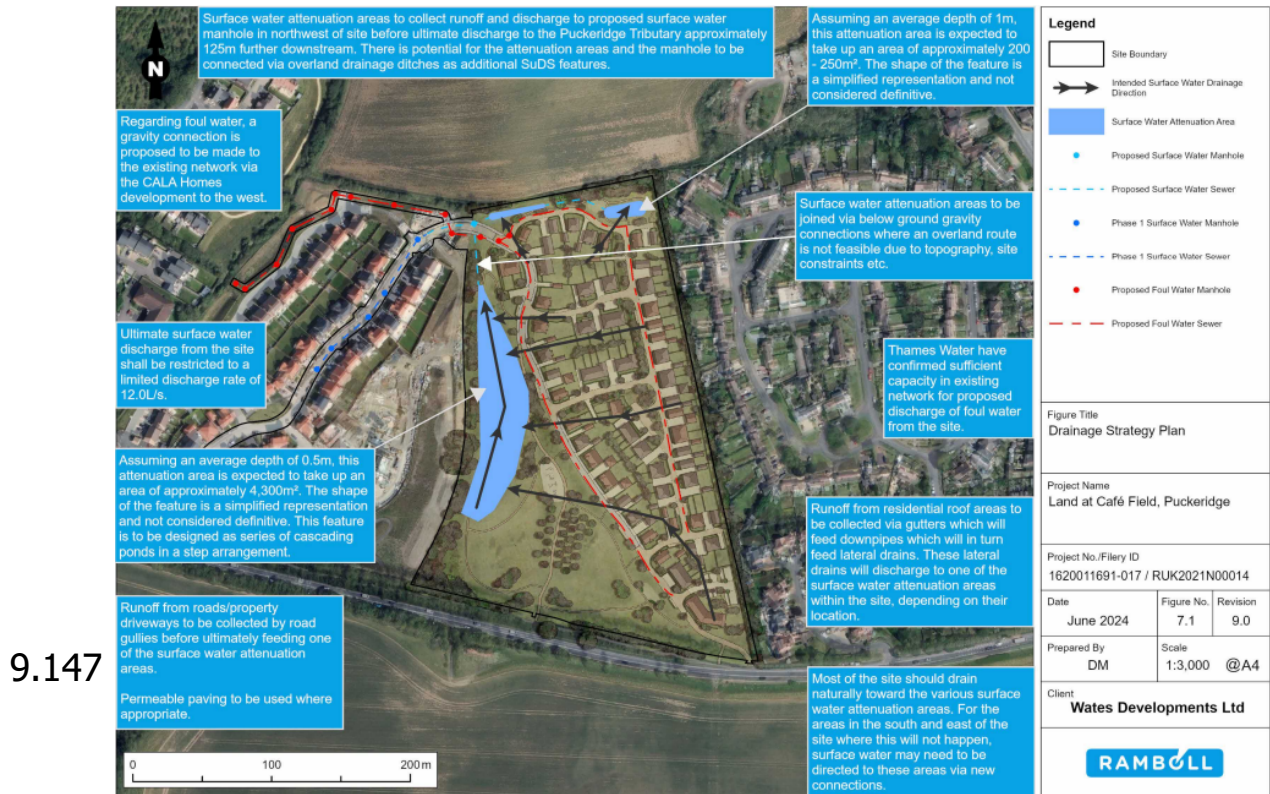 Surface water attenuation areas to collect runoff and discharge to proposed surface water
manhole in northwest of site before ultimate discharge to the Puckeridge Tributary approximately
125m further downstream. There is potential for the attenuation areas and the manhole to be
connected via overland drainage ditches as additional SuDS features.
Assuming an average depth of 1m,
this attenuation area is expected to
take up an area of approximately 200
- 250m². The shape of the feature is
a simplified representation and not
considered definitive.
N
Regarding foul water, a
gravity connection is
proposed to be made to
the existing network via
the CALA Homes
development to the west.
Surface water attenuation areas to be
joined via below ground gravity
connections where an overland route
is not feasible due to topography, site
constraints etc.
Ultimate surface water
discharge from the site
shall be restricted to a
limited discharge rate of
12.0L/s.
Thames Water have
confirmed sufficient
capacity in existing
network for proposed
discharge of foul water
from the site.
Assuming an average depth of 0.5m, this
attenuation area is expected to take up an
area of approximately 4,300m². The shape
of the feature is a simplified representation
and not considered definitive. This feature
is to be designed as series of cascading
ponds in a step arrangement.
Runoff from residential roof areas to
be collected via gutters which will
feed downpipes which will in turn
feed lateral drains. These lateral
drains will discharge to one of the
surface water attenuation areas
within the site, depending on their
location.
Runoff from roads/property
driveways to be collected by road
gullies before ultimately feeding one
of the surface water attenuation
areas.
Permeable paving to be used where
appropriate.
9.147
Most of the site should drain
naturally toward the various surface
water attenuation areas. For the
areas in the south and east of the
site where this will not happen,
surface water may need to be
directed to these areas via new
connections.
0 100 200 m
Legend
Site Boundary
Intended Surface Water Drainage
Direction
Surface Water Attenuation Area
Proposed Surface Water Manhole
Proposed Surface Water Sewer
Phase 1 Surface Water Manhole
Phase 1 Surface Water Sewer
Proposed Foul Water Manhole
Proposed Foul Water Sewer
Figure Title
Drainage Strategy Plan
Project Name
Land at Café Field, Puckeridge
Project No./Filery ID
1620011691-017 / RUK2021N00014
Date Figure No. Revision
June 2024 7.1 9.0
Prepared By Scale
DM 1:3,000 @A4
Client
Wates Developments Ltd
RAMBOLL